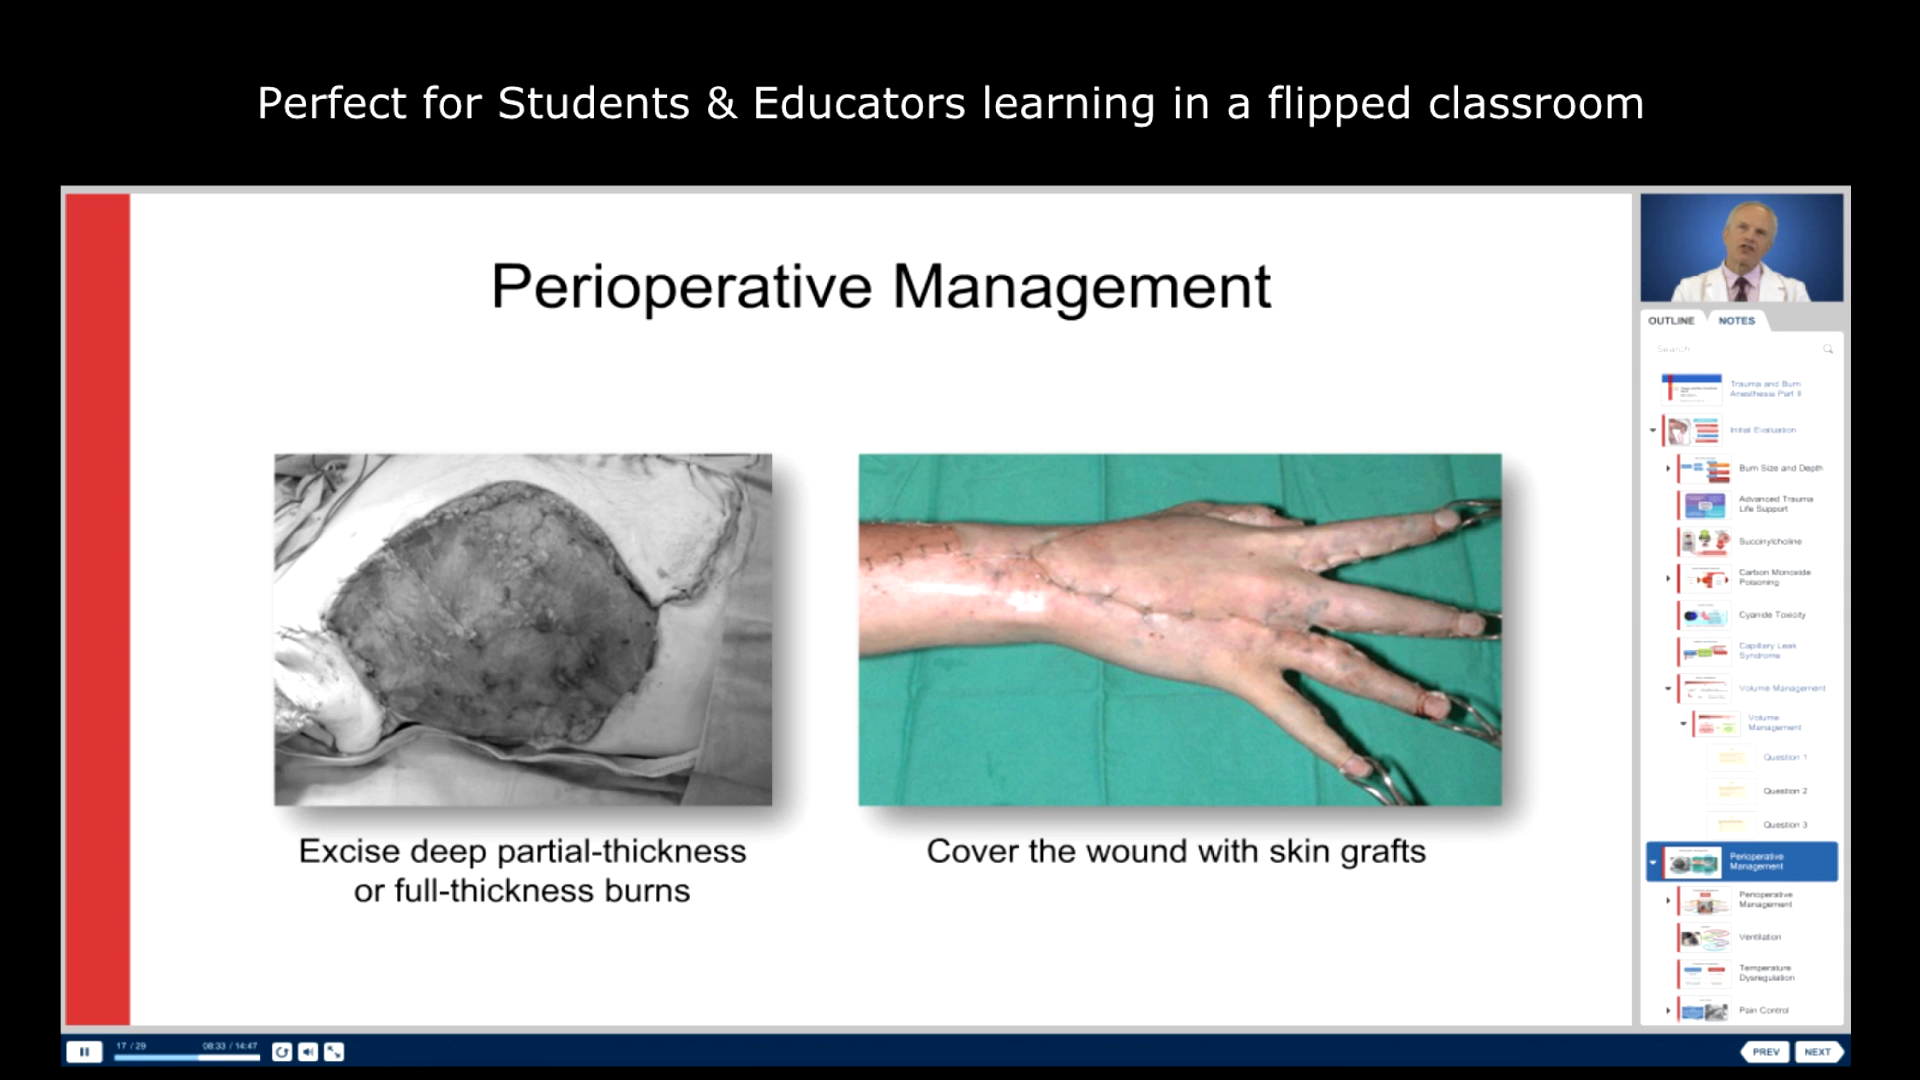 Perfect for Students & Educators learning in a flipped classroom
Perioperative Management
Excise deep partial-thickness
or full-thickness burns
Cover the wound with skin grafts
OUTLINE
NOTES
Search
Trauma and Burn
Anesthesia Part II
Initial Evaluation
Burn Size and Depth
Advanced Trauma
Life Support
Succinylcholine
Carbon Monoxide
Poisoning
Cyanide Toxicity
Capillary Leak
Syndrome
Volume Management
Volume
Management
Question 1
Question 2
Question 3
Perioperative
Management
Perioperative
Management
Ventilation
Temperature
Dysregulation
Pain Control
17 / 29
08:33 / 14:47
PREV
NEXT